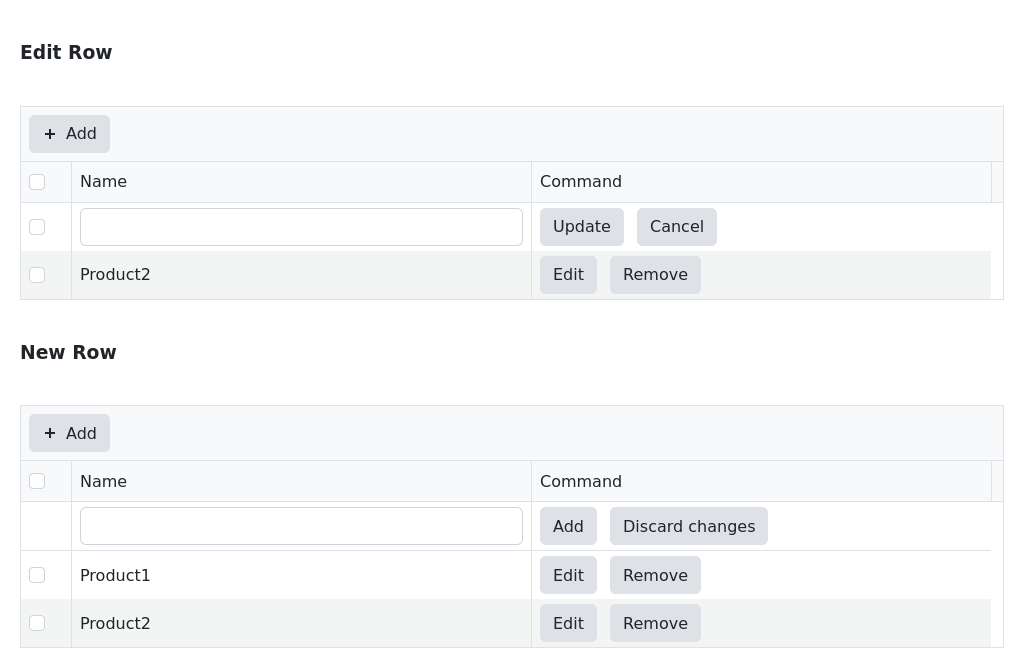 Edit Row
+ Add
Name Command
Update Cancel
Product2 Edit Remove
New Row
+ Add
Name Command
Add Discard changes
Product1 Edit Remove
Product2 Edit Remove